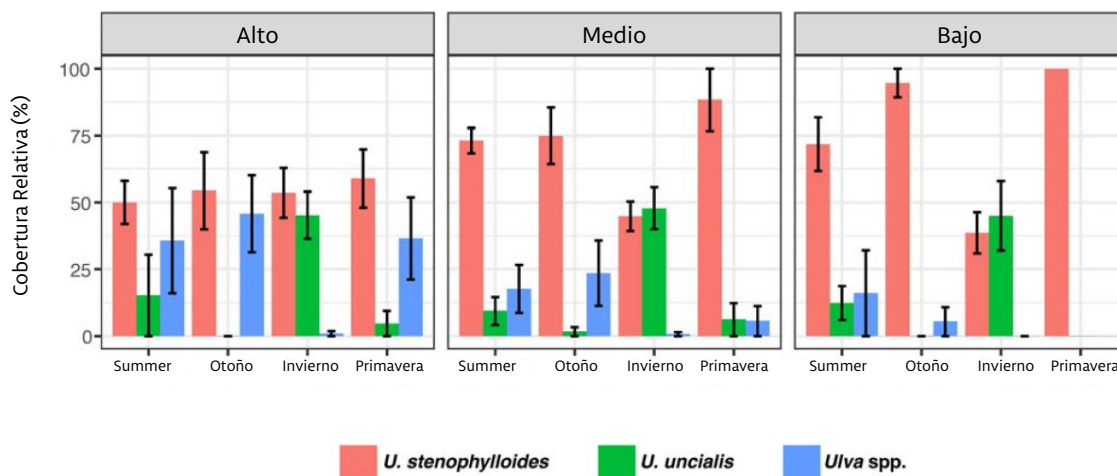 Alto Medio Bajo
Cobertura Relativa (%)
100
75
50
25
0
Summer Otoño Invierno Primavera Summer Otoño Invierno Primavera Summer Otoño Invierno Primavera
U. stenophylloides U. uncialis Ulva spp.